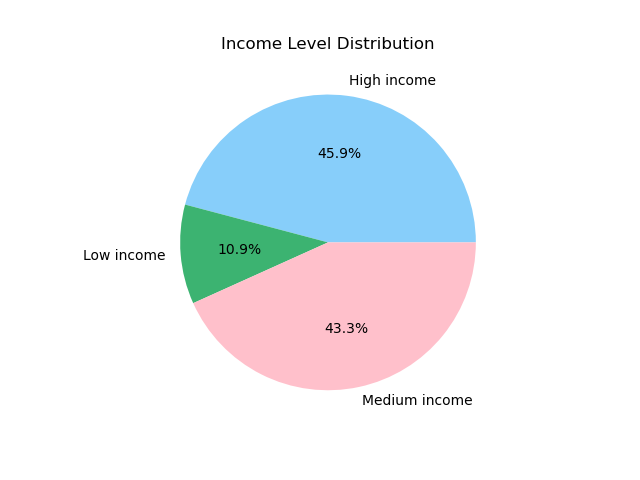 Income Level Distribution
High income
45.9%
Low income
10.9%
43.3%
Medium income